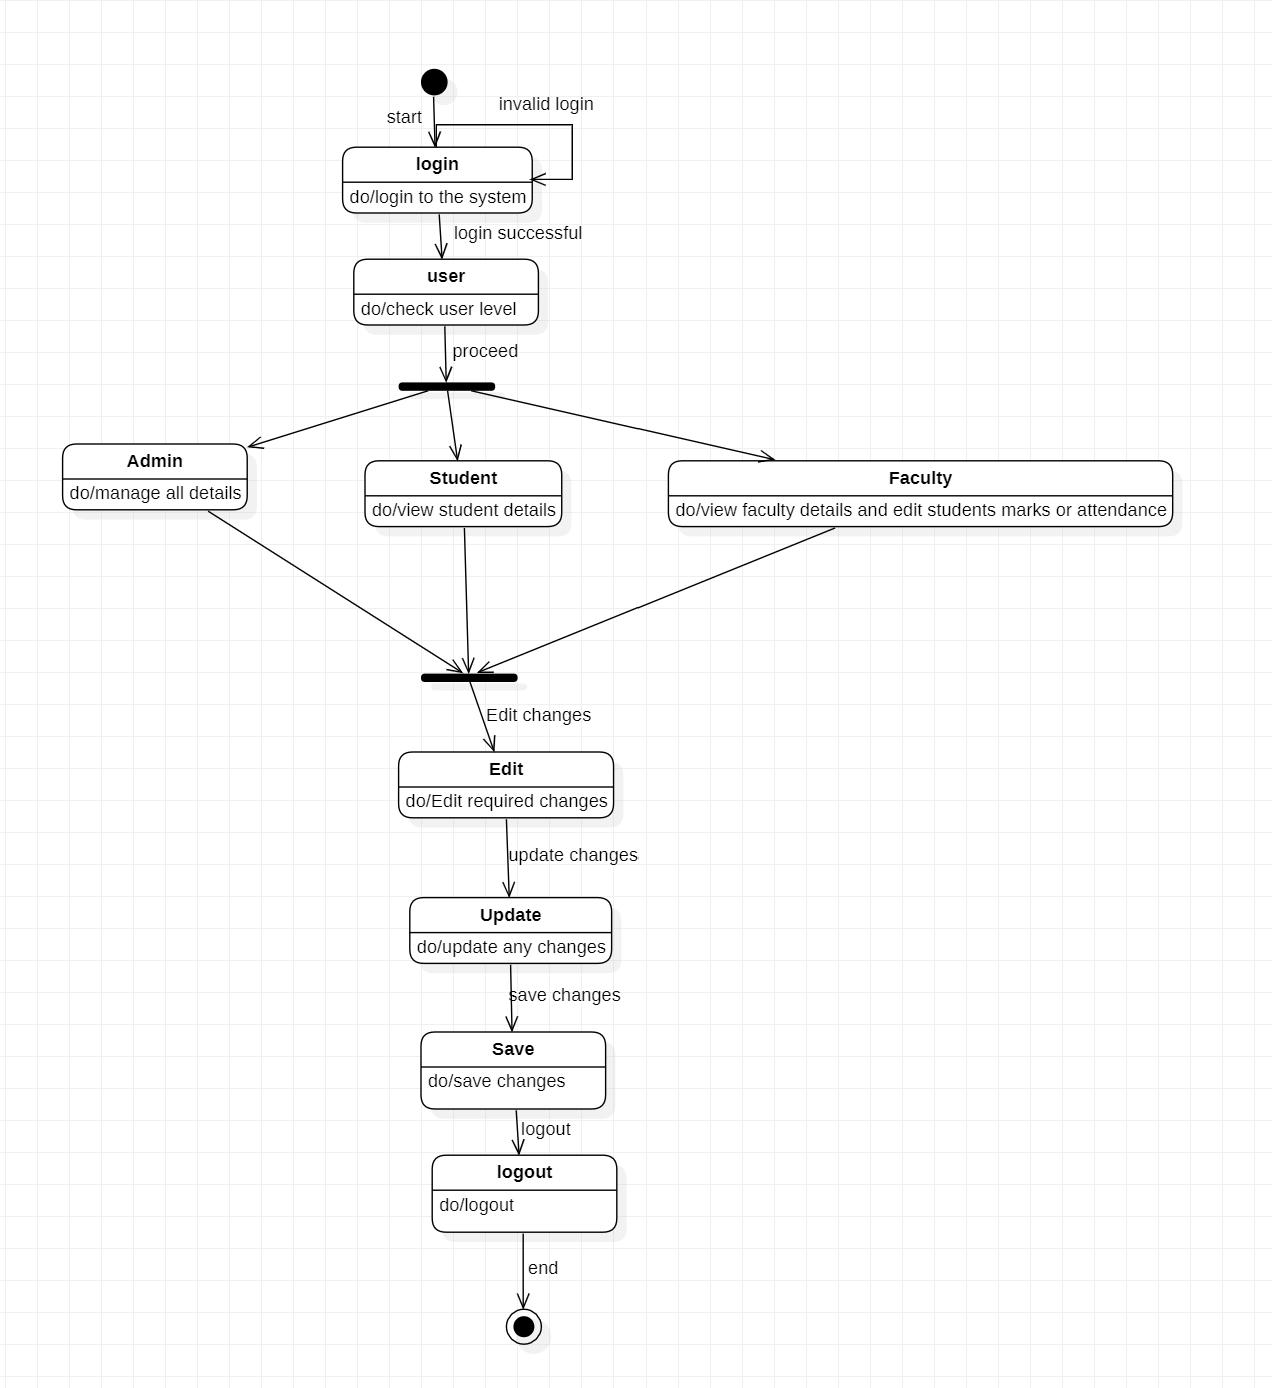 invalid login
start
login
do/login to the system
login successful
user
do/check user level
proceed
Admin
do/manage all details
Student
do/view student details
Faculty
do/view faculty details and edit students marks or attendance
Edit changes
Edit
do/Edit required changes
update changes
Update
do/update any changes
save changes
Save
do/save changes
logout
logout
do/logout
end